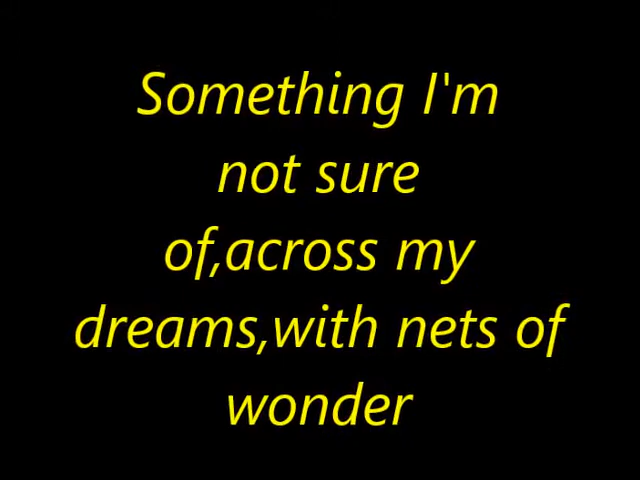 Something I'm
not sure
of,across my
dreams,with nets of
wonder